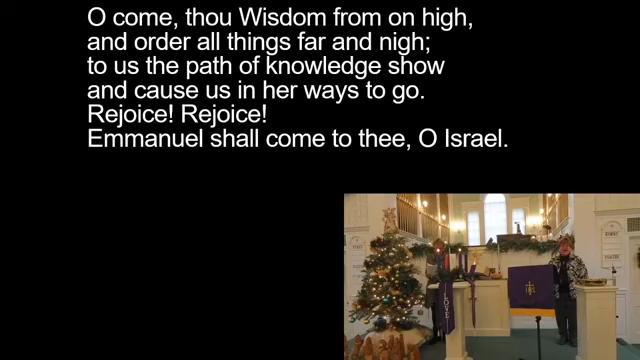 O come, thou Wisdom from on high,
and order all things far and nigh;
to us the path of knowledge show
and cause us in her ways to go.
Rejoice! Rejoice!
Emmanuel shall come to thee, O Israel.
LOVE